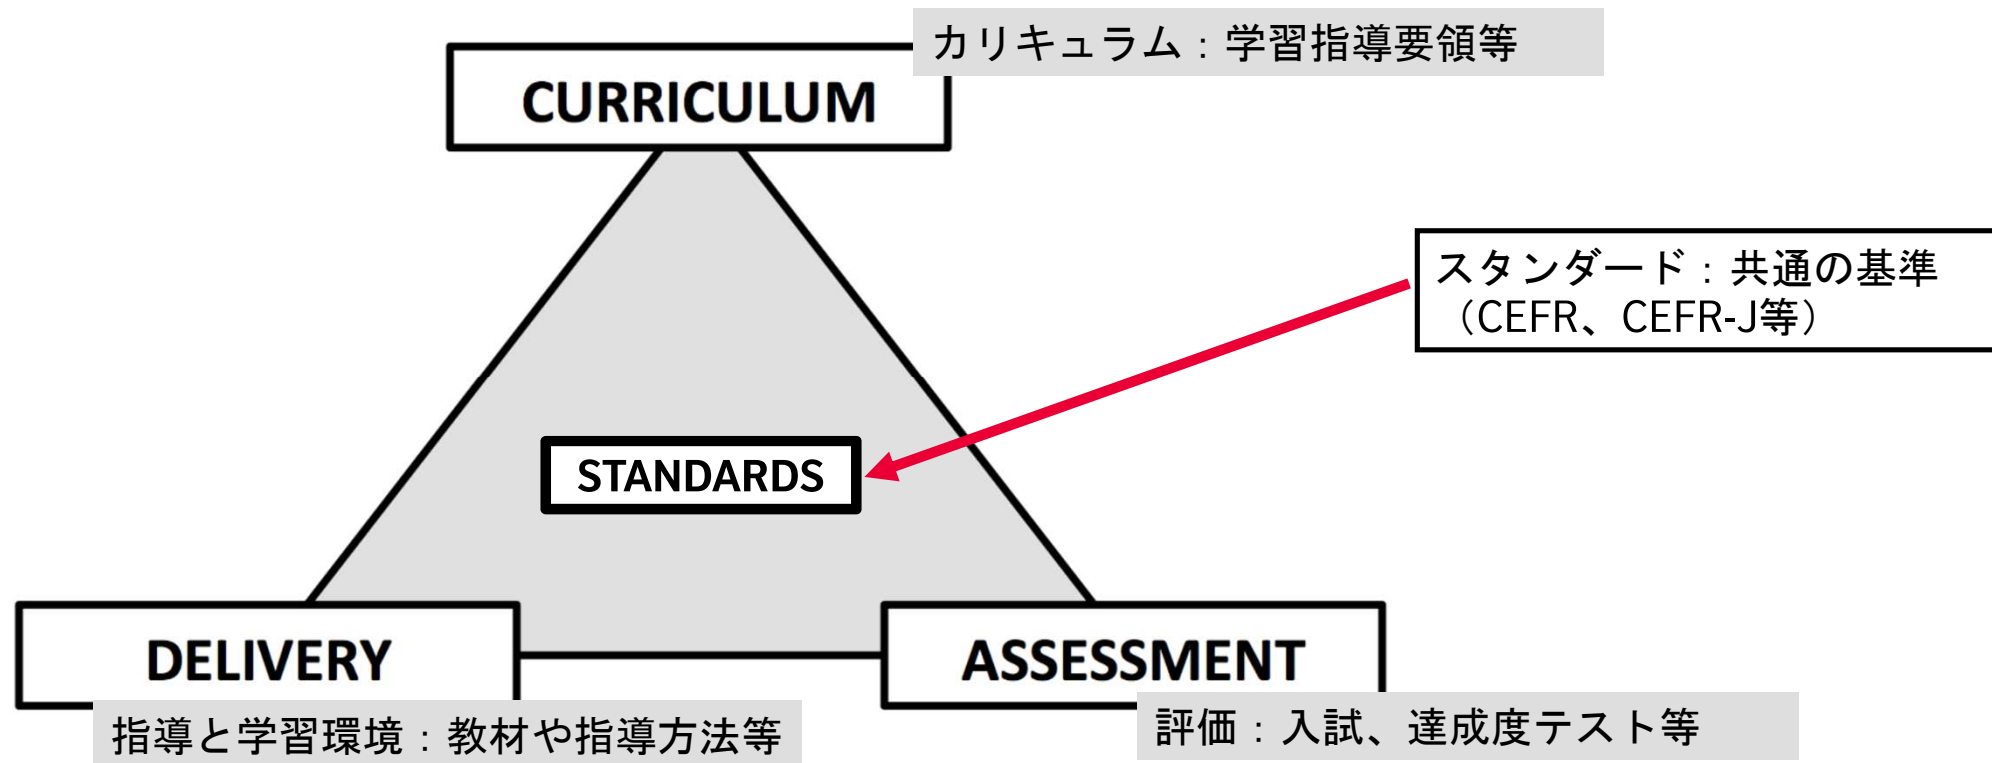 カリキュラム：学習指導要領等
CURRICULUM
スタンダード：共通の基準
（CEFR、CEFR-J等）
STANDARDS
DELIVERY
ASSESSMENT
指導と学習環境：教材や指導方法等
評価：入試、達成度テスト等